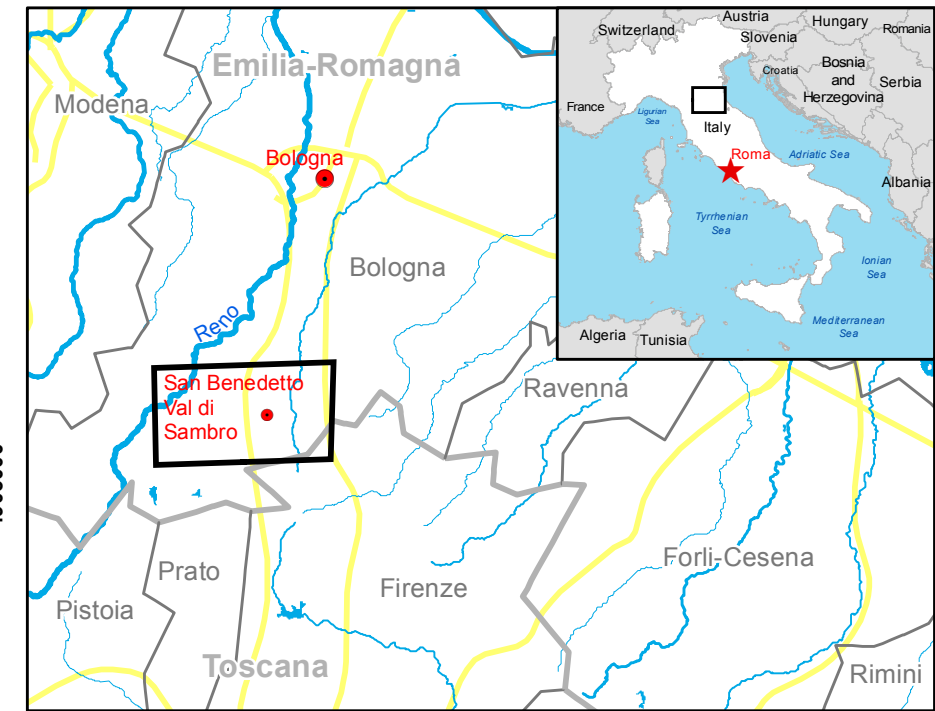 Emilia-Romagna
Modena
Bologna
Bologna
Reno
San Benedetto
Val di
Sambro
Ravenna
Prato
Pistoia
Firenze
Forlì-Cesena
Toscana
Rimini
Switzerland
Austria
Hungary
Romania
Slovenia
Croatia
Bosnia
and
Herzegovina
Serbia
France
Ligurian
Sea
Italy
Roma
Adriatic Sea
Albania
Tyrrhenian
Sea
Ionian
Sea
Mediterranean
Sea
Algeria
Tunisia